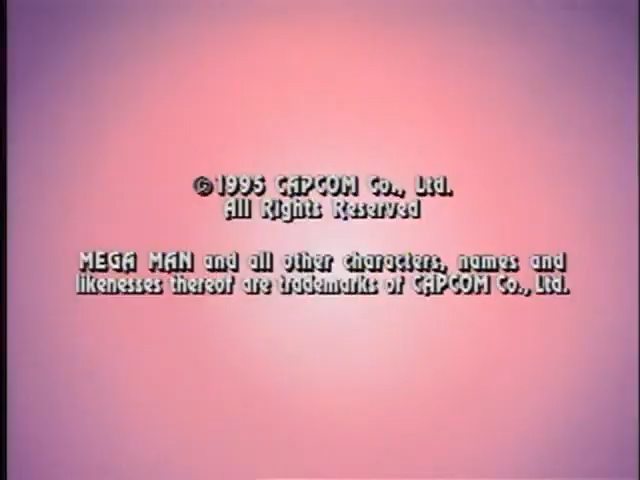 ©1995 CAPCOM Co., Ltd.
All Rights Reserved
MEGA MAN and all other characters, names and
likenesses thereof are trademarks of CAPCOM Co., Ltd.